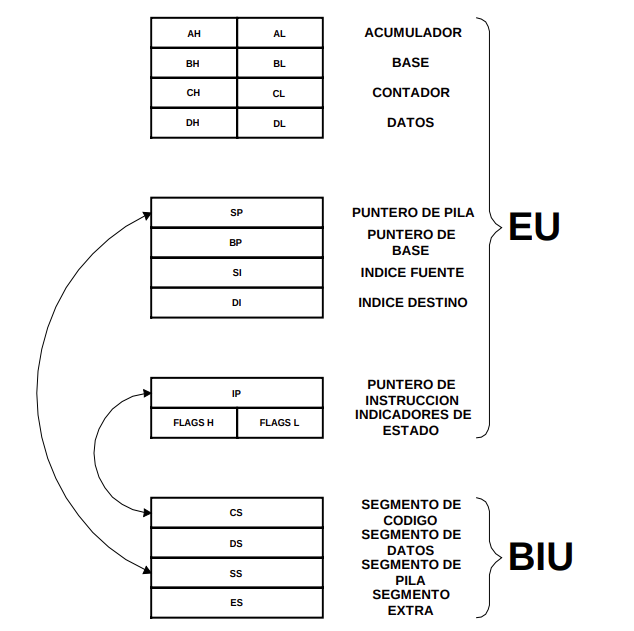 AH AL ACUMULADOR
BH BL BASE
CH CL CONTADOR
DH DL DATOS
SP PUNTERO DE PILA
BP PUNTERO DE
BASE
SI INDICE FUENTE
DI INDICE DESTINO
EU
IP PUNTERO DE
INSTRUCCION
FLAGS H FLAGS L INDICADORES DE
ESTADO
CS SEGMENTO DE
CODIGO
DS SEGMENTO DE
DATOS
SS SEGMENTO DE
PILA
ES SEGMENTO
EXTRA
BIU